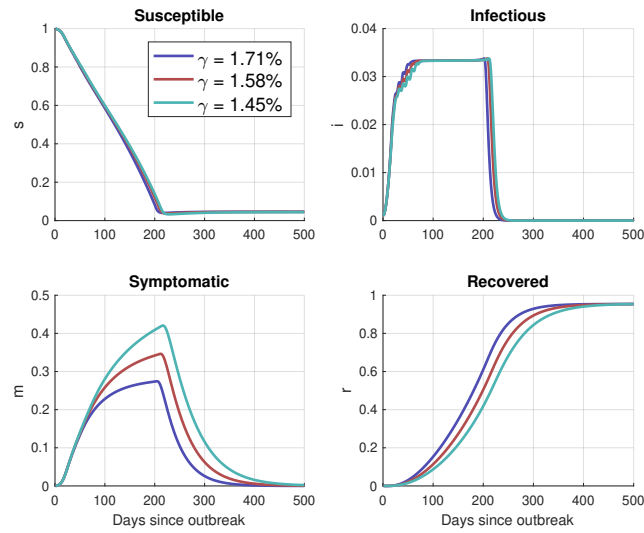 Susceptible
1
0.8
0.6
0.4
0.2
0
s
0 100 200 300 400 500
γ = 1.71%
γ = 1.58%
γ = 1.45%
Infectious
0.04
0.03
0.02
0.01
0
i
0 100 200 300 400 500
Symptomatic
0.5
0.4
0.3
0.2
0.1
0
m
0 100 200 300 400 500
Days since outbreak
Recovered
1
0.8
0.6
0.4
0.2
0
r
0 100 200 300 400 500
Days since outbreak